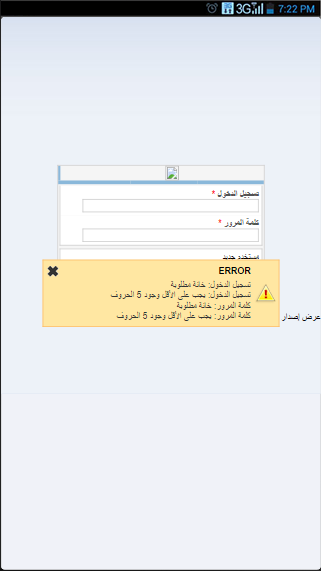 3G 7:22 PM
تسجيل الدخول *
كلمة المرور *
مستخدم جديد
ERROR
تسجيل الدخول: خانة مطلوبة
تسجيل الدخول: يجب على الأقل وجود 5 الحروف
كلمة المرور: خانة مطلوبة
كلمة المرور: يجب على الأقل وجود 5 الحروف
عرض إصدار